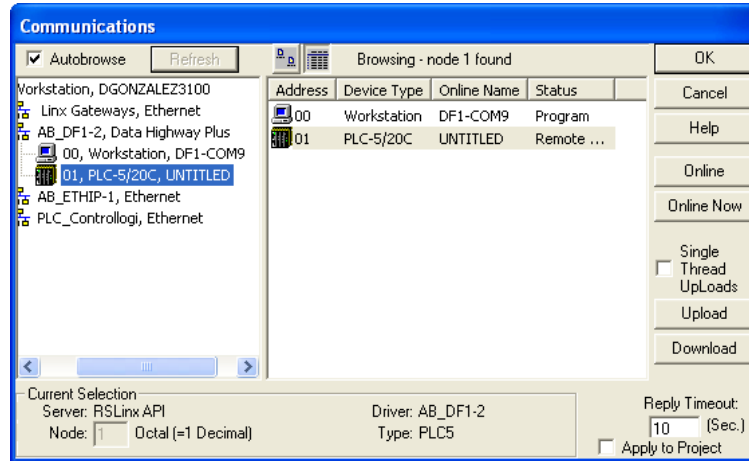 Communications
Autobrowse
Refresh
Browsing - node 1 found
OK
Cancel
Help
Online
Online Now
Single
Thread
UpLoads
Upload
Download
Workstation, DGONZALEZ3100
Linx Gateways, Ethernet
AB_DF1-2, Data Highway Plus
00, Workstation, DF1-COM9
01, PLC-5/20C, UNTITLED
AB_ETHIP-1, Ethernet
PLC_Controllogi, Ethernet
Address Device Type Online Name Status
00 Workstation DF1-COM9 Program
01 PLC-5/20C UNTITLED Remote ...
Current Selection
Server: RSLinx API Driver: AB_DF1-2
Node: 1 Octal (=1 Decimal) Type: PLC5
Reply Timeout:
10 (Sec.)
Apply to Project